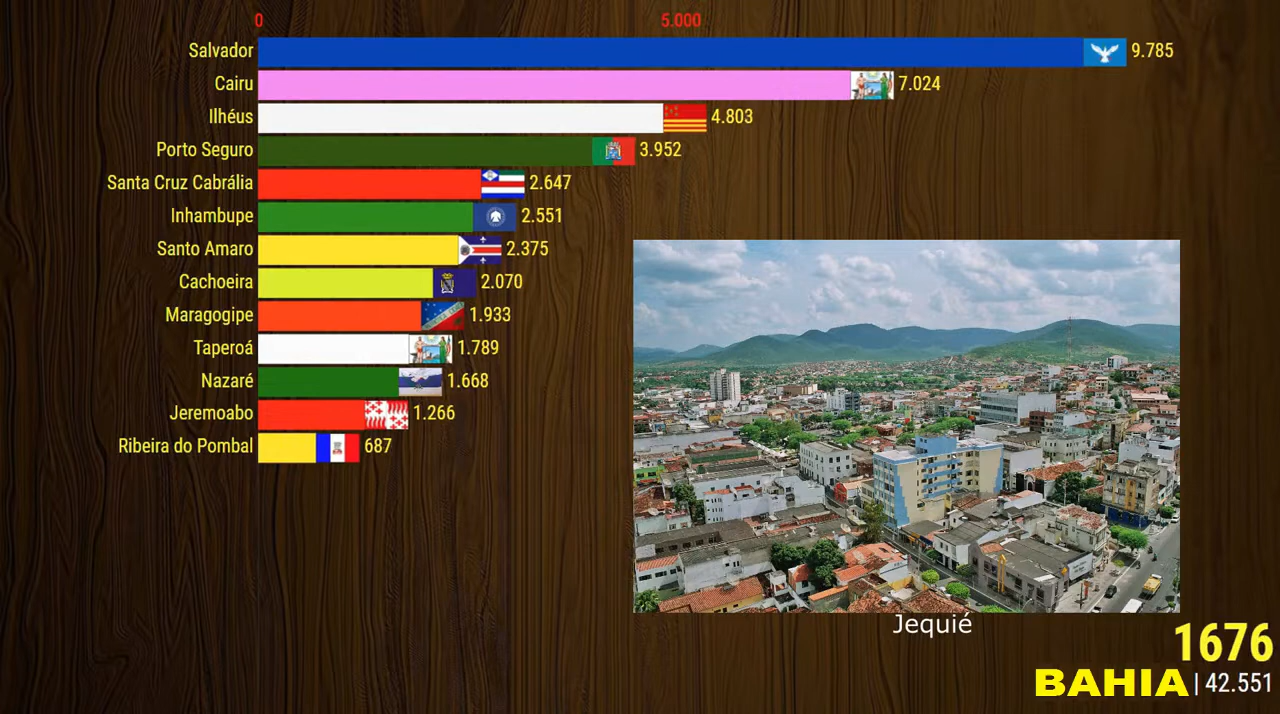 0 5.000
Salvador 9.785
Cairu 7.024
Ilhéus 4.803
Porto Seguro 3.952
Santa Cruz Cabrália 2.647
Inhambupe 2.551
Santo Amaro 2.375
Cachoeira 2.070
Maragogipe 1.933
Taperoá 1.789
Nazaré 1.668
Jeremoabo 1.266
Ribeira do Pombal 687
Jequié
1676
BAHIA | 42.551